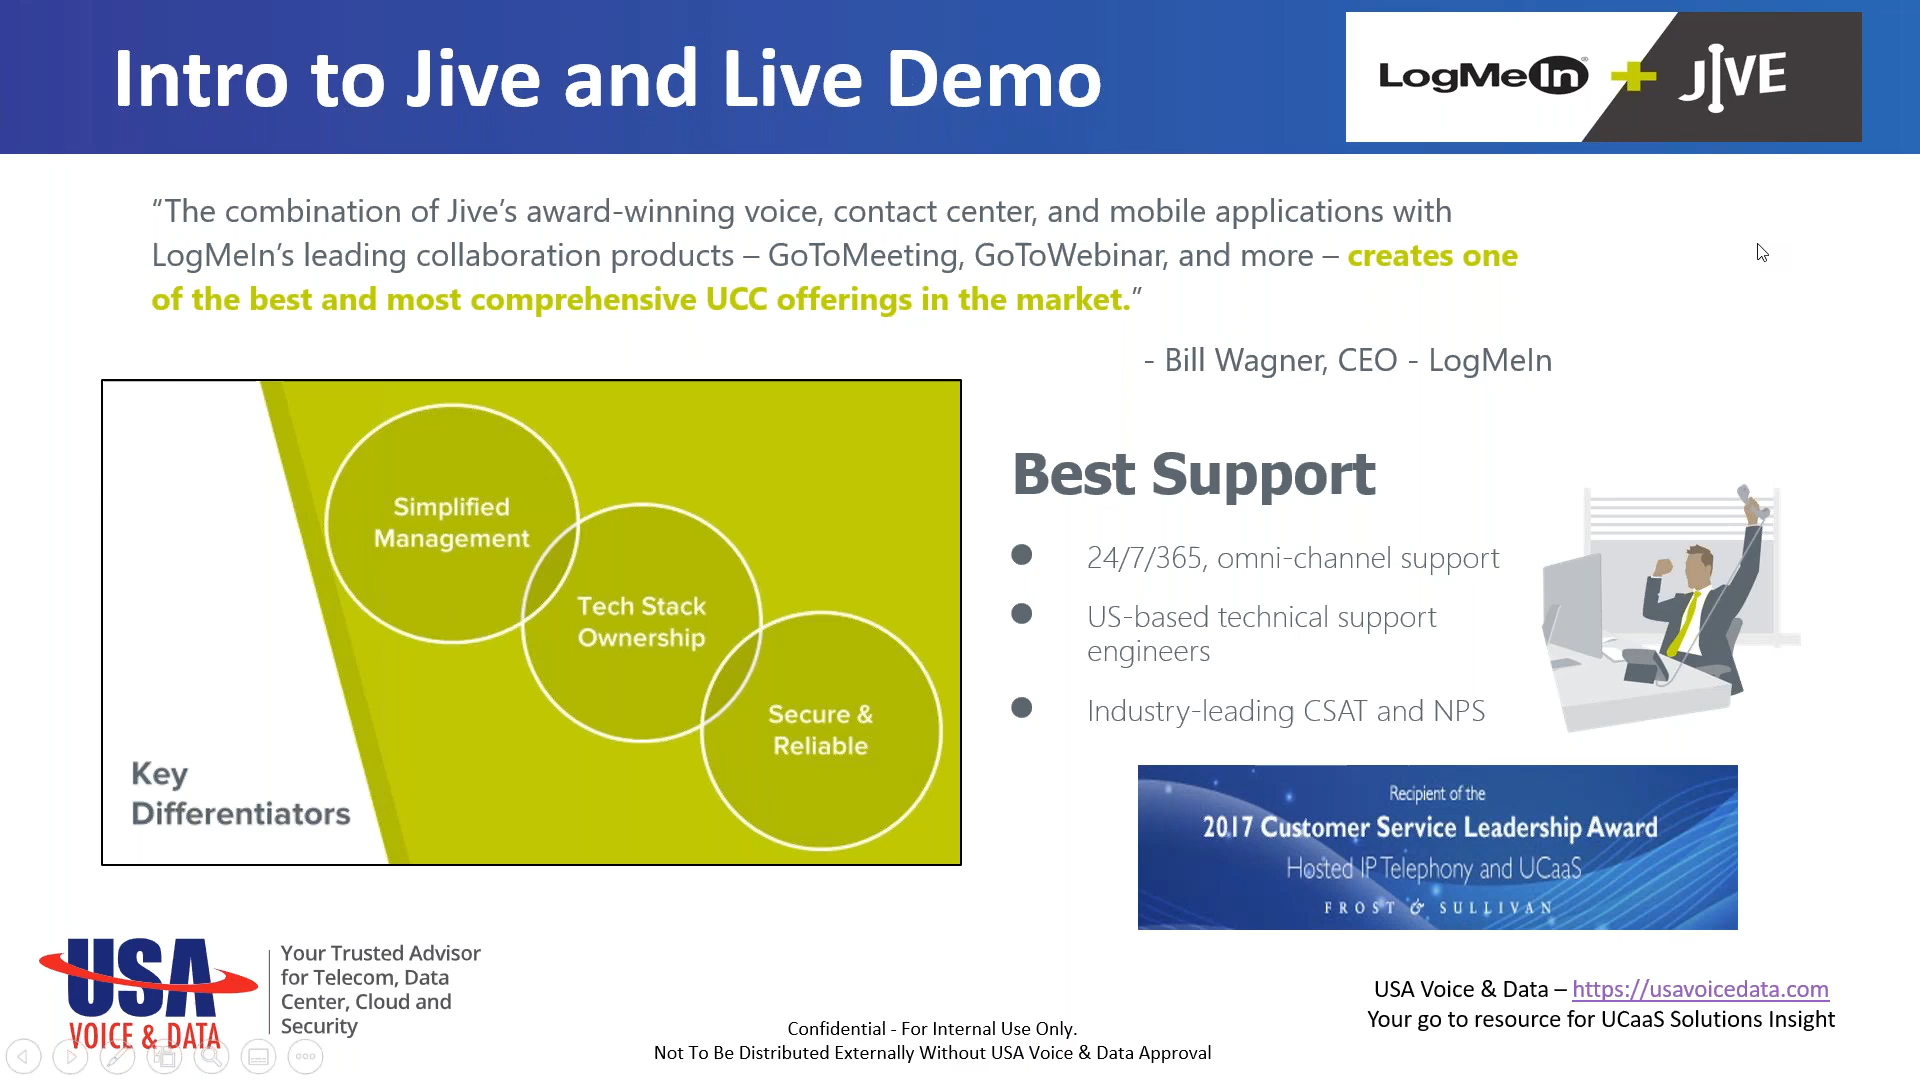 Intro to Jive and Live Demo
LogMeIn® + JIVE
“The combination of Jive’s award-winning voice, contact center, and mobile applications with
LogMeIn’s leading collaboration products – GoToMeeting, GoToWebinar, and more – creates one
of the best and most comprehensive UCC offerings in the market.”
- Bill Wagner, CEO - LogMeIn
Simplified
Management
Tech Stack
Ownership
Secure &
Reliable
Key
Differentiators
Best Support
● 24/7/365, omni-channel support
● US-based technical support
engineers
● Industry-leading CSAT and NPS
Recipient of the
2017 Customer Service Leadership Award
Hosted IP Telephony and UCaaS
FROST & SULLIVAN
USA
VOICE & DATA
Your Trusted Advisor
for Telecom, Data
Center, Cloud and
Security
Confidential - For Internal Use Only.
Not To Be Distributed Externally Without USA Voice & Data Approval
USA Voice & Data – https://usavoicedata.com
Your go to resource for UCaaS Solutions Insight